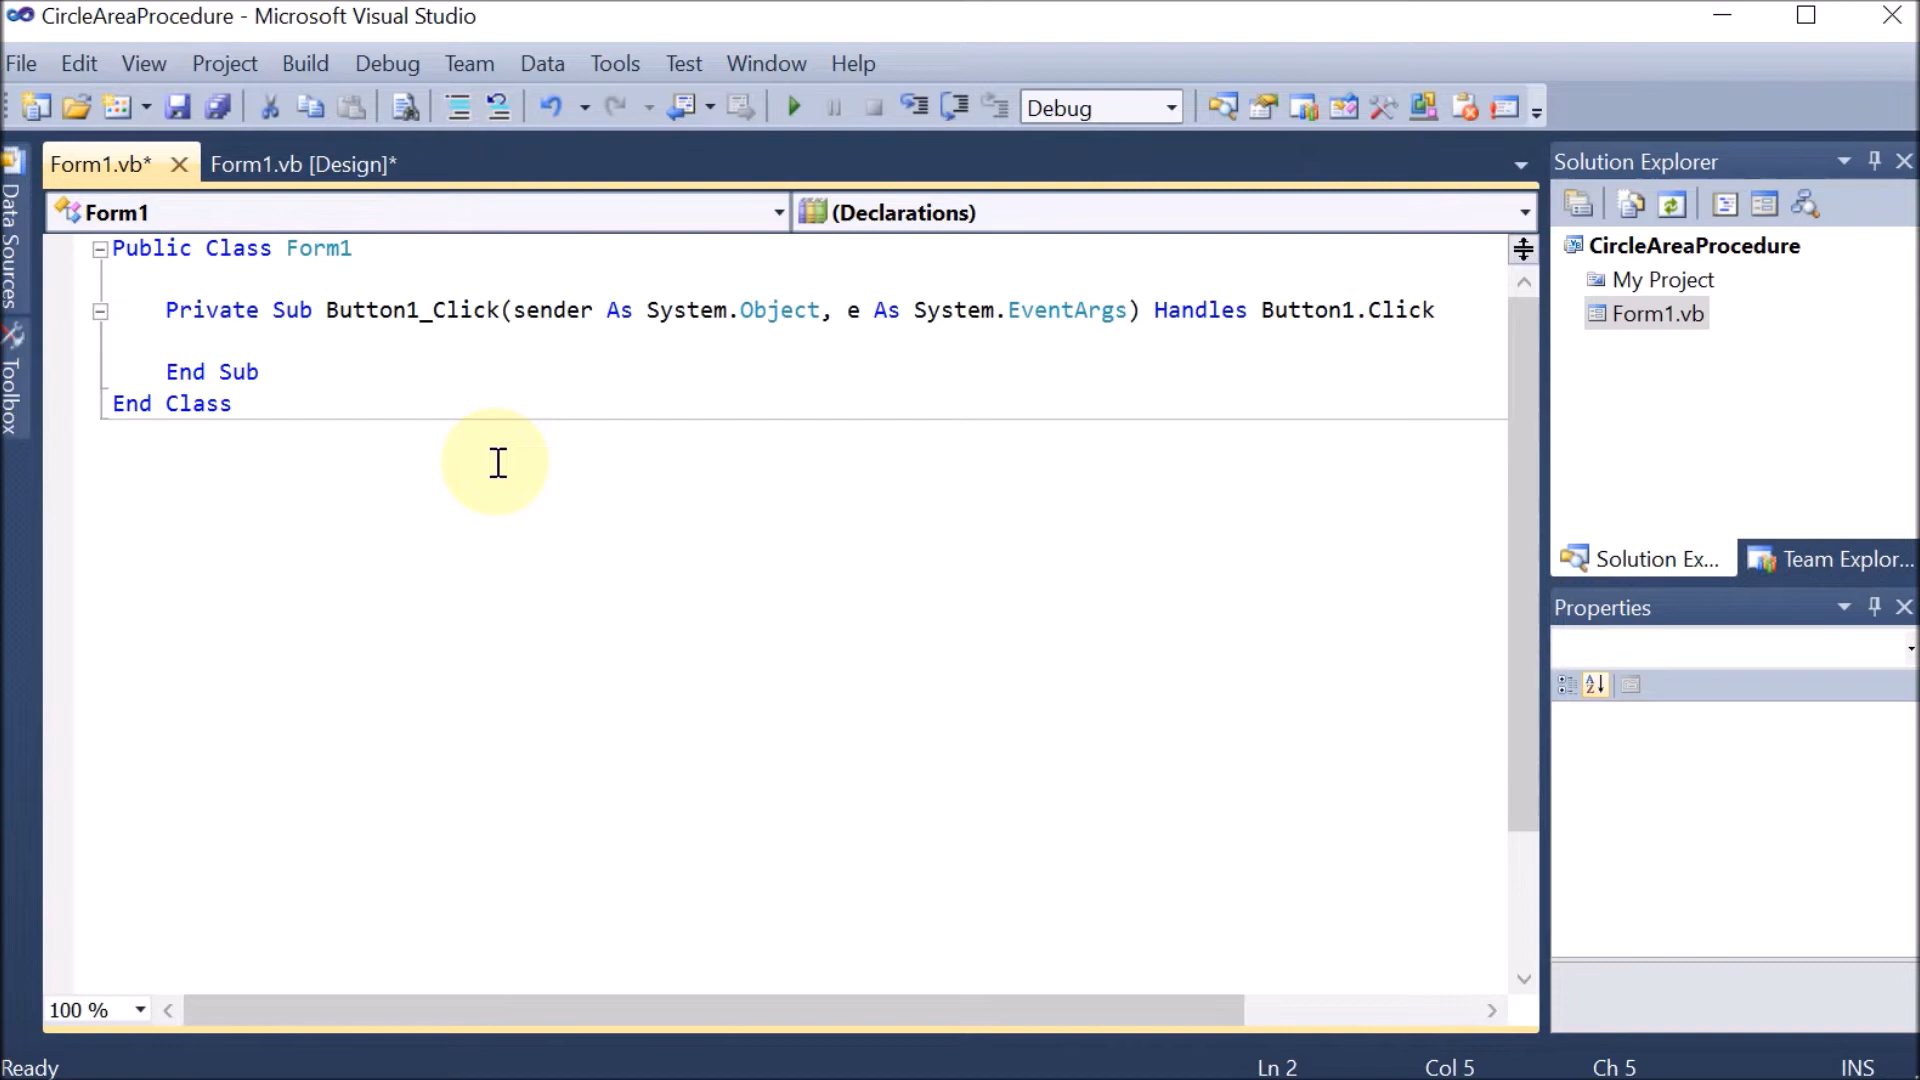 CircleAreaProcedure - Microsoft Visual Studio
File Edit View Project Build Debug Team Data Tools Test Window Help
Debug
Form1.vb* Form1.vb [Design]*
Form1 (Declarations)
Public Class Form1
Private Sub Button1_Click(sender As System.Object, e As System.EventArgs) Handles Button1.Click
End Sub
End Class
Data Sources
Toolbox
Solution Explorer
CircleAreaProcedure
My Project
Form1.vb
Solution Ex... Team Explor...
Properties
100 %
Ready Ln 2 Col 5 Ch 5 INS